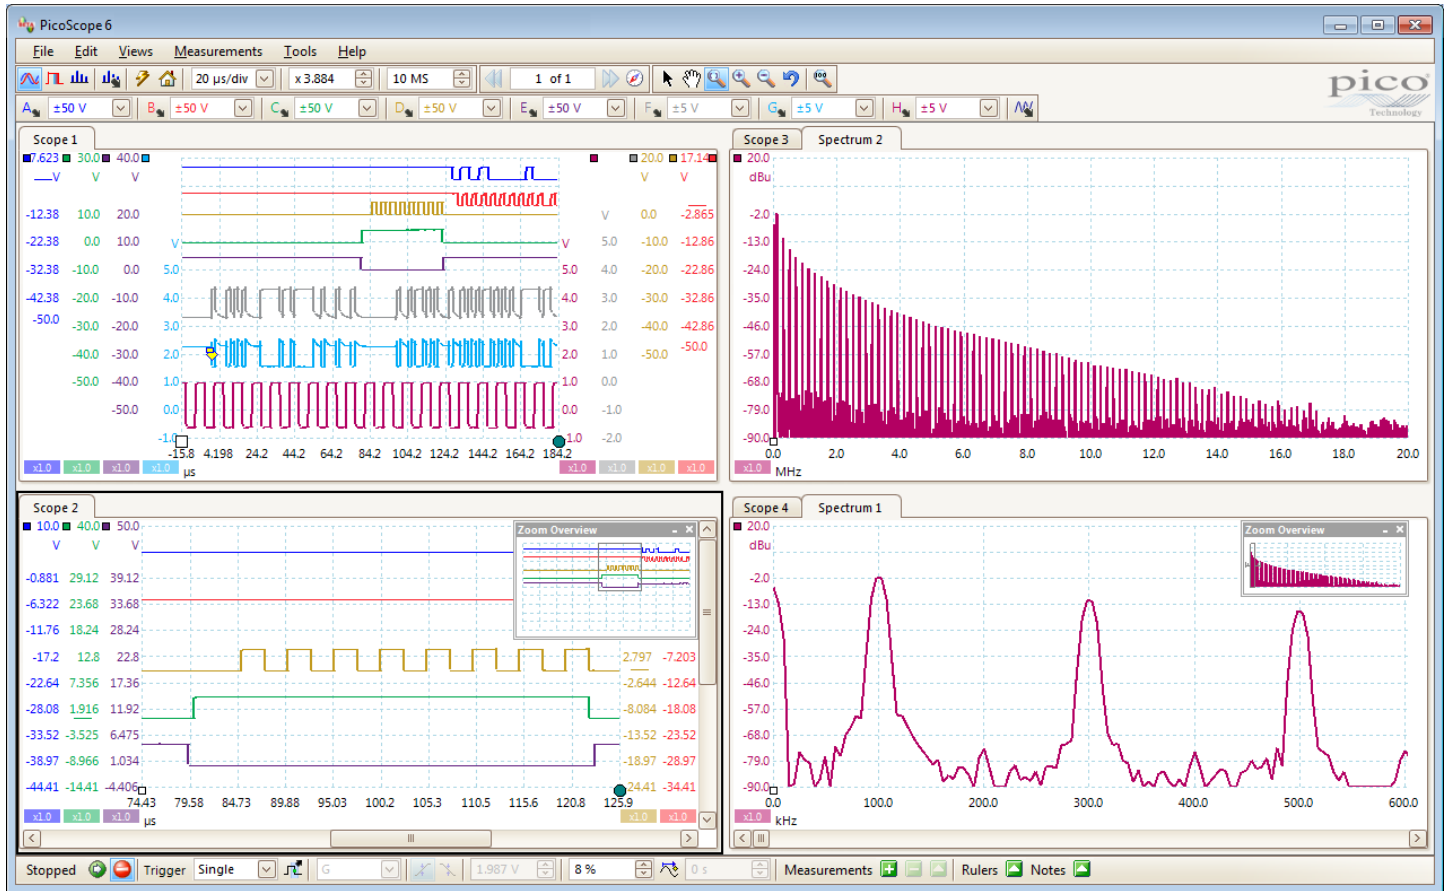 PicoScope 6
File Edit Views Measurements Tools Help
20 µs/div x 3.884 10 MS 1 of 1
A ±50 V B ±50 V C ±50 V D ±50 V E ±50 V F ±5 V G ±5 V H ±5 V
pico
Technology
Scope 1
7.623 30.0 40.0 20.0 17.14
V V V V V
-12.38 10.0 20.0 V 0.0 -2.865
-22.38 0.0 10.0 V V 5.0 -10.0 -12.86
-32.38 -10.0 0.0 5.0 5.0 4.0 -20.0 -22.86
-42.38 -20.0 -10.0 4.0 4.0 3.0 -30.0 -32.86
-50.0 -30.0 -20.0 3.0 3.0 2.0 -40.0 -42.86
-40.0 -30.0 2.0 2.0 1.0 -50.0 -50.0
-50.0 -40.0 1.0 1.0 0.0
-50.0 0.0 0.0 -1.0
-1.0 -1.0 -2.0
-15.8 4.198 24.2 44.2 64.2 84.2 104.2 124.2 144.2 164.2 184.2
x1.0 x1.0 x1.0 x1.0 µs x1.0 x1.0 x1.0 x1.0
Scope 3 Spectrum 2
20.0
dBu
-2.0
-13.0
-24.0
-35.0
-46.0
-57.0
-68.0
-79.0
-90.0
0.0 2.0 4.0 6.0 8.0 10.0 12.0 14.0 16.0 18.0 20.0
x1.0 MHz
Scope 2
10.0 40.0 50.0
V V V
Zoom Overview
-0.881 29.12 39.12
-6.322 23.68 33.68
-11.76 18.24 28.24
-17.2 12.8 22.8 2.797 -7.203
-22.64 7.356 17.36 -2.644 -12.64
-28.08 1.916 11.92 -8.084 -18.08
-33.52 -3.525 6.475 -13.52 -23.52
-38.97 -8.966 1.034 -18.97 -28.97
-44.41 -14.41 -4.406 -24.41 -34.41
74.43 79.58 84.73 89.88 95.03 100.2 105.3 110.5 115.6 120.8 125.9
x1.0 x1.0 x1.0 µs x1.0 x1.0
Scope 4 Spectrum 1
20.0
dBu
Zoom Overview
-2.0
-13.0
-24.0
-35.0
-46.0
-57.0
-68.0
-79.0
-90.0
0.0 100.0 200.0 300.0 400.0 500.0 600.0
x1.0 kHz
Stopped Trigger Single G 1.987 V 8 % 0 s Measurements Rulers Notes